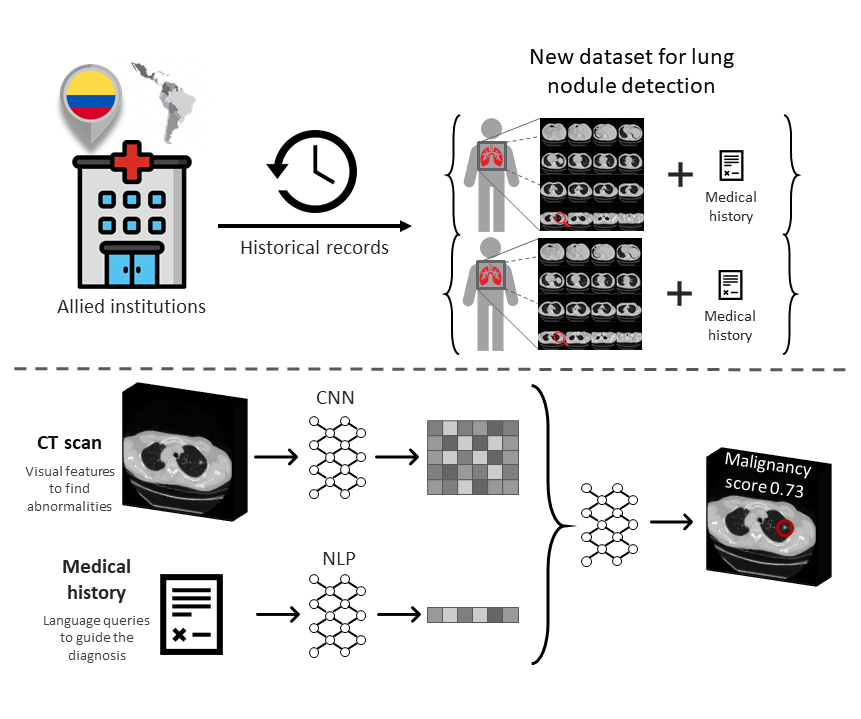 New dataset for lung
nodule detection
Allied institutions
Historical records
Medical
history
Medical
history
CT scan
Visual features to
to find
abnormalities
CNN
Medical
history
Language queries
to guide the
diagnosis
NLP
Malignancy
score 0.73